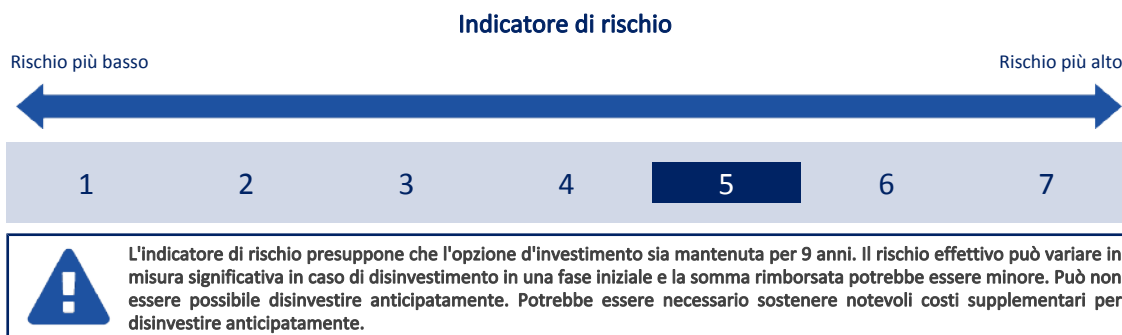 Indicatore di rischio
Rischio più basso
Rischio più alto
1 2 3 4 5 6 7
L'indicatore di rischio presuppone che l'opzione d'investimento sia mantenuta per 9 anni. Il rischio effettivo può variare in
misura significativa in caso di disinvestimento in una fase iniziale e la somma rimborsata potrebbe essere minore. Può non
essere possibile disinvestire anticipatamente. Potrebbe essere necessario sostenere notevoli costi supplementari per
disinvestire anticipatamente.